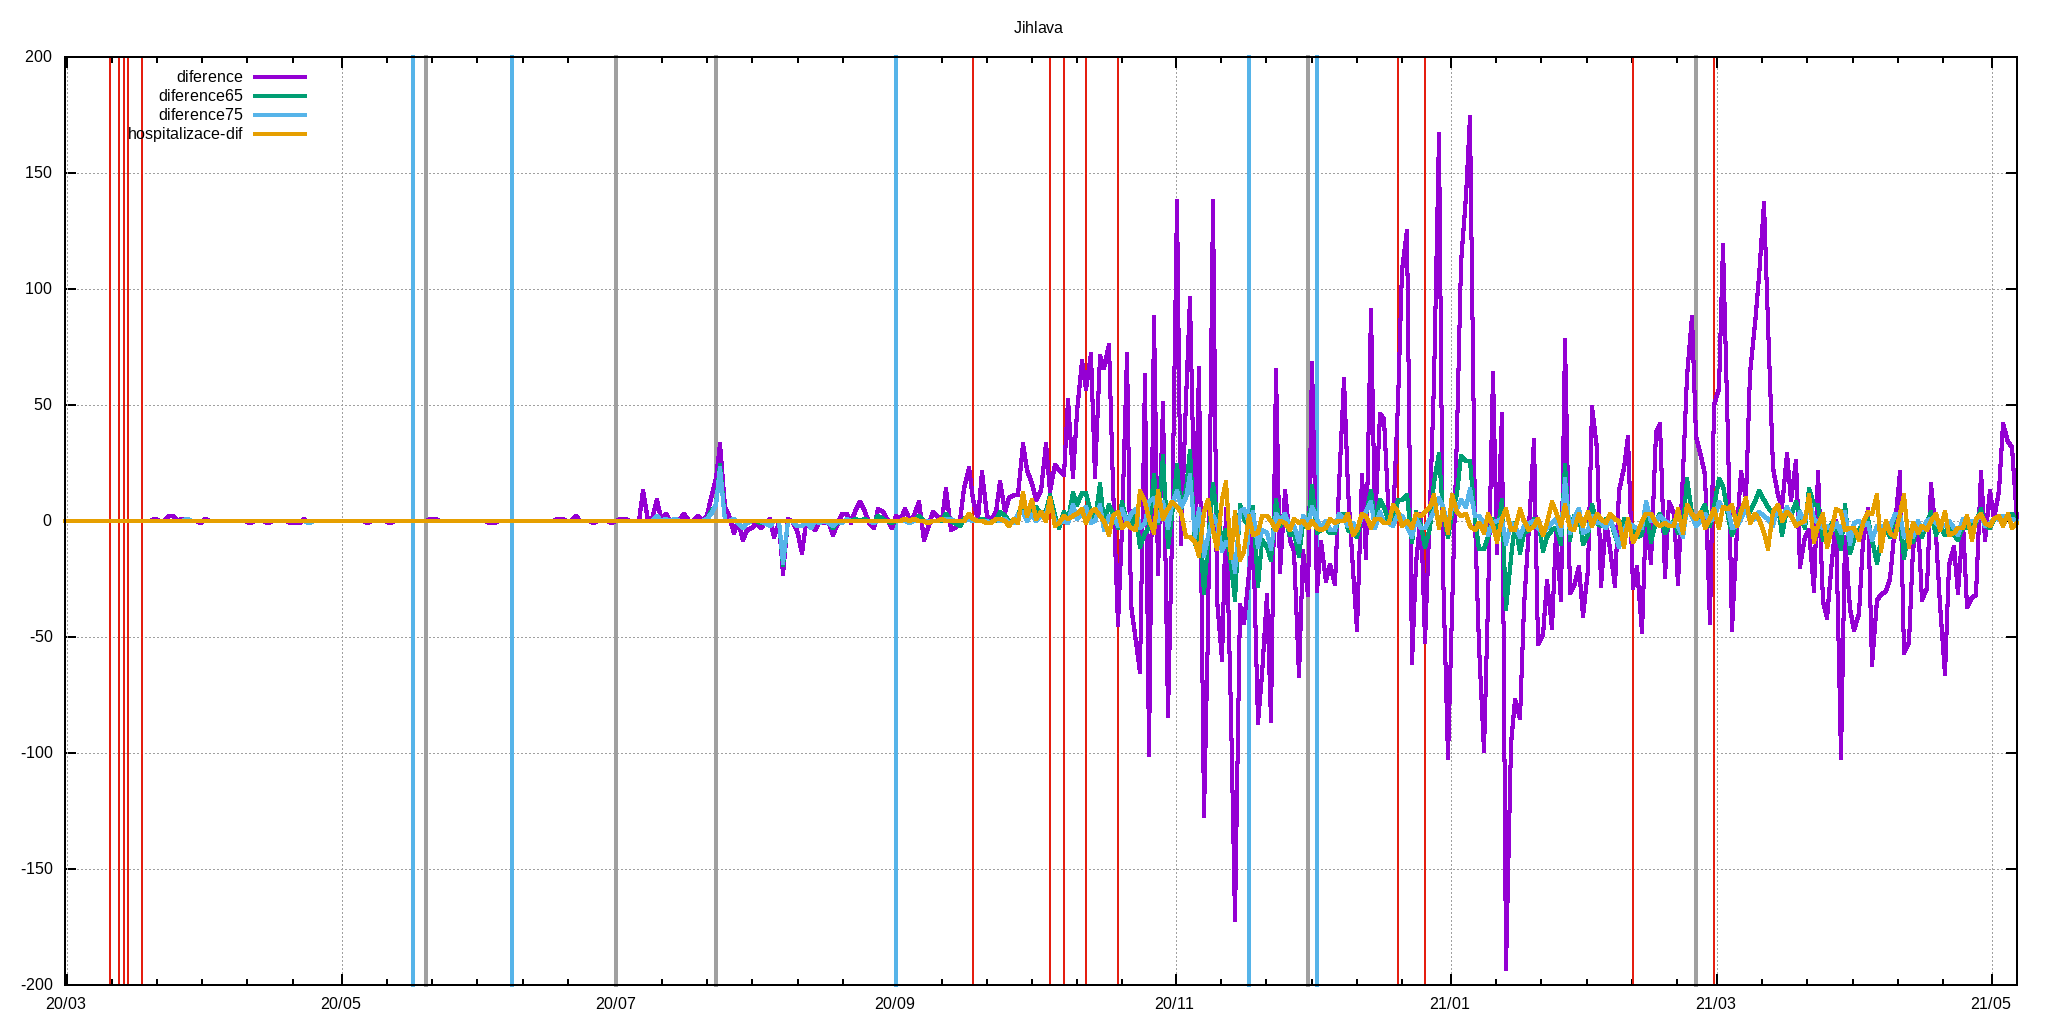 Jihlava
200
150
100
50
0
-50
-100
-150
-200
diference
diference65
diference75
hospitalizace-dif
20/03 20/05 20/07 20/09 20/11 21/01 21/03 21/05